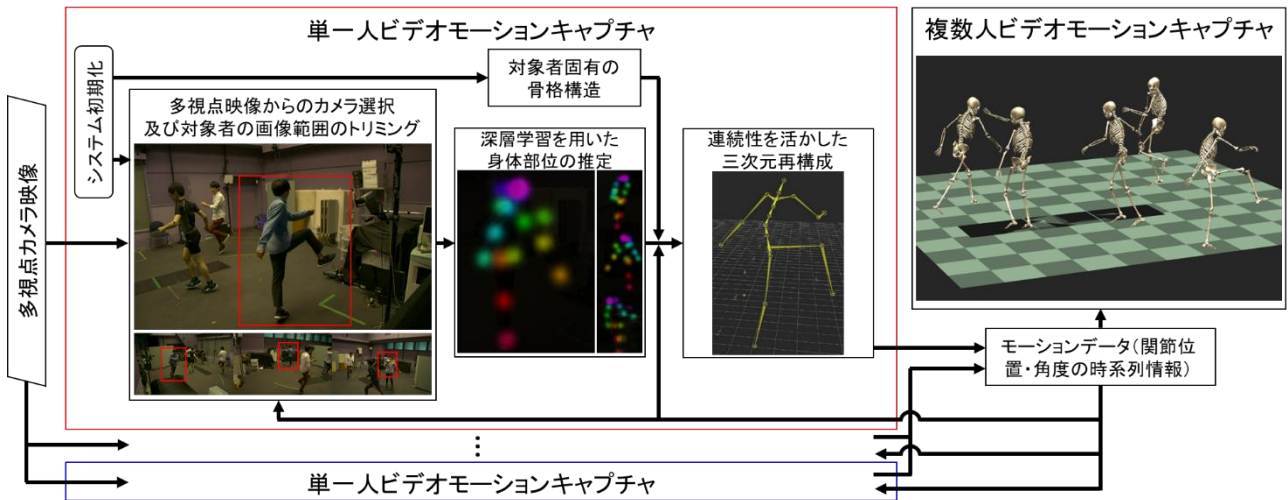 単一人ビデオモーションキャプチャ
複数人ビデオモーションキャプチャ
多視点カメラ映像
システム初期化
対象者固有の
骨格構造
多視点映像からのカメラ選択
及び対象者の画像範囲のトリミング
深層学習を用いた
身体部位の推定
連続性を活かした
三次元再構成
モーションデータ(関節位
置・角度の時系列情報)
⋮
単一人ビデオモーションキャプチャ